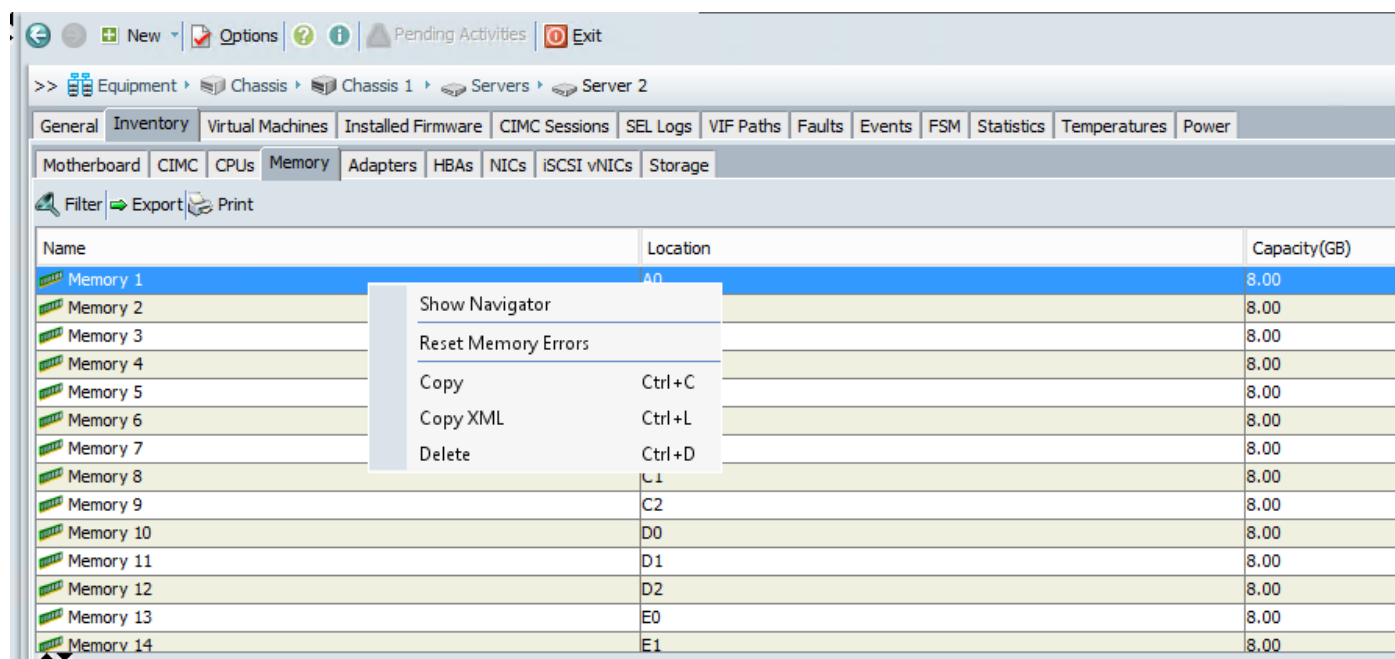 New Options Pending Activities Exit
>> Equipment Chassis Chassis 1 Servers Server 2
General Inventory Virtual Machines Installed Firmware CIMC Sessions SEL Logs VIF Paths Faults Events FSM Statistics Temperatures Power
Motherboard CIMC CPUs Memory Adapters HBAs NICs iSCSI vNICs Storage
Filter Export Print
Name Location Capacity(GB)
Memory 1 A0 8.00
Memory 2 8.00
Memory 3 8.00
Memory 4 8.00
Memory 5 8.00
Memory 6 8.00
Memory 7 8.00
Memory 8 C1 8.00
Memory 9 C2 8.00
Memory 10 D0 8.00
Memory 11 D1 8.00
Memory 12 D2 8.00
Memory 13 E0 8.00
Memory 14 E1 8.00
Show Navigator
Reset Memory Errors
Copy Ctrl+C
Copy XML Ctrl+L
Delete Ctrl+D